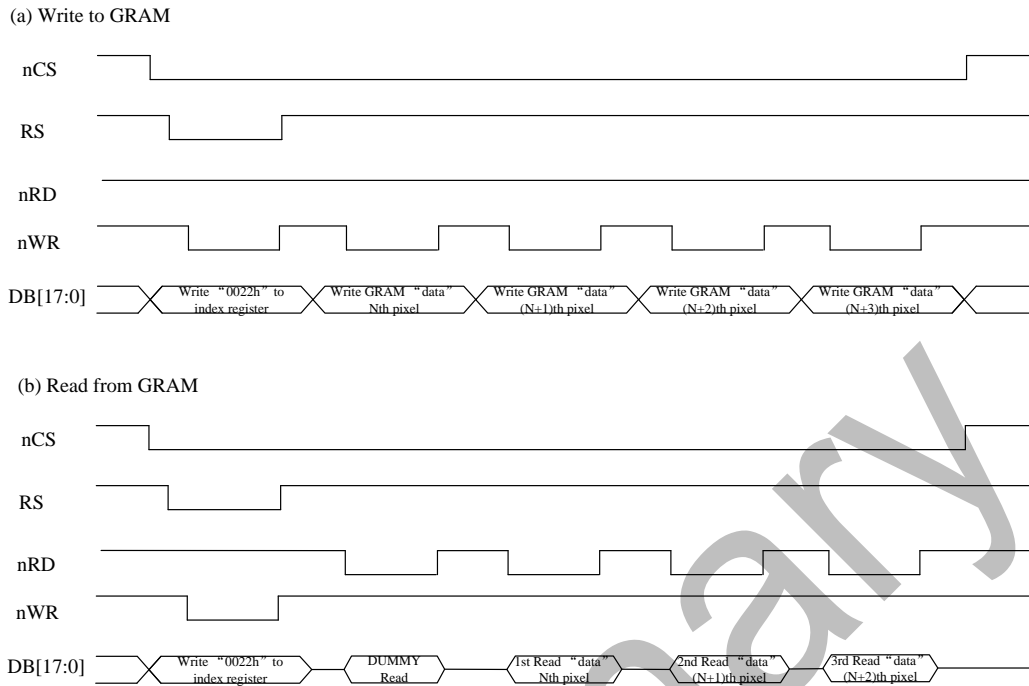 (a) Write to GRAM
nCS
RS
nRD
nWR
DB[17:0]
Write “0022h” to
index register
Write GRAM “data”
Nth pixel
Write GRAM “data”
(N+1)th pixel
Write GRAM “data”
(N+2)th pixel
Write GRAM “data”
(N+3)th pixel
(b) Read from GRAM
nCS
RS
nRD
nWR
DB[17:0]
Write “0022h” to
index register
DUMMY
Read
1st Read “data”
Nth pixel
2nd Read “data”
(N+1)th pixel
3rd Read “data”
(N+2)th pixel